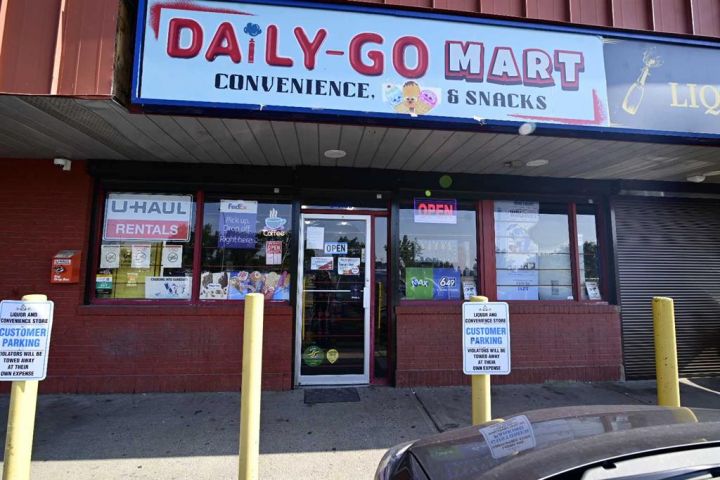 DAiLY-GO MART
CONVENIENCE, & SNACKS
LIQ
U-HAUL
RENTALS
FedEx
Pick up.
Drop off.
Right here.
Coffee
OPEN
OPEN
OPEN
MAX
649
LIQUOR AND
CONVENIENCE STORE
CUSTOMER
PARKING
VIOLATORS WILL BE
TOWED AWAY
AT THEIR
OWN EXPENSE
LIQUOR AND
CONVENIENCE STORE
CUSTOMER
PARKING
VIOLATORS WILL BE
TOWED AWAY AT
THEIR OWN EXPENSE